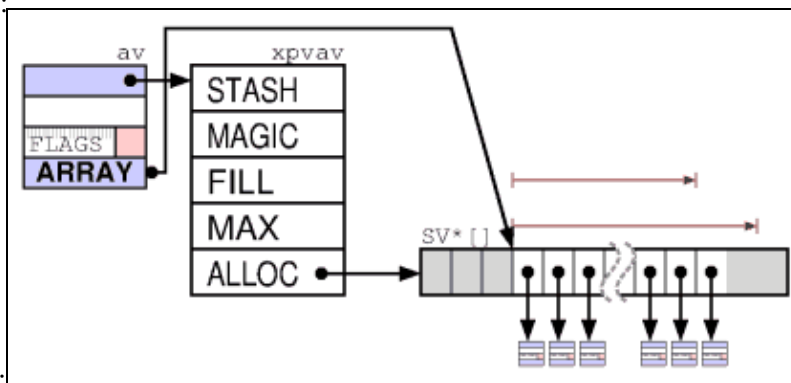 av
xpvav
STASH
MAGIC
FLAGS
ARRAY
FILL
MAX
ALLOC
SV*[]